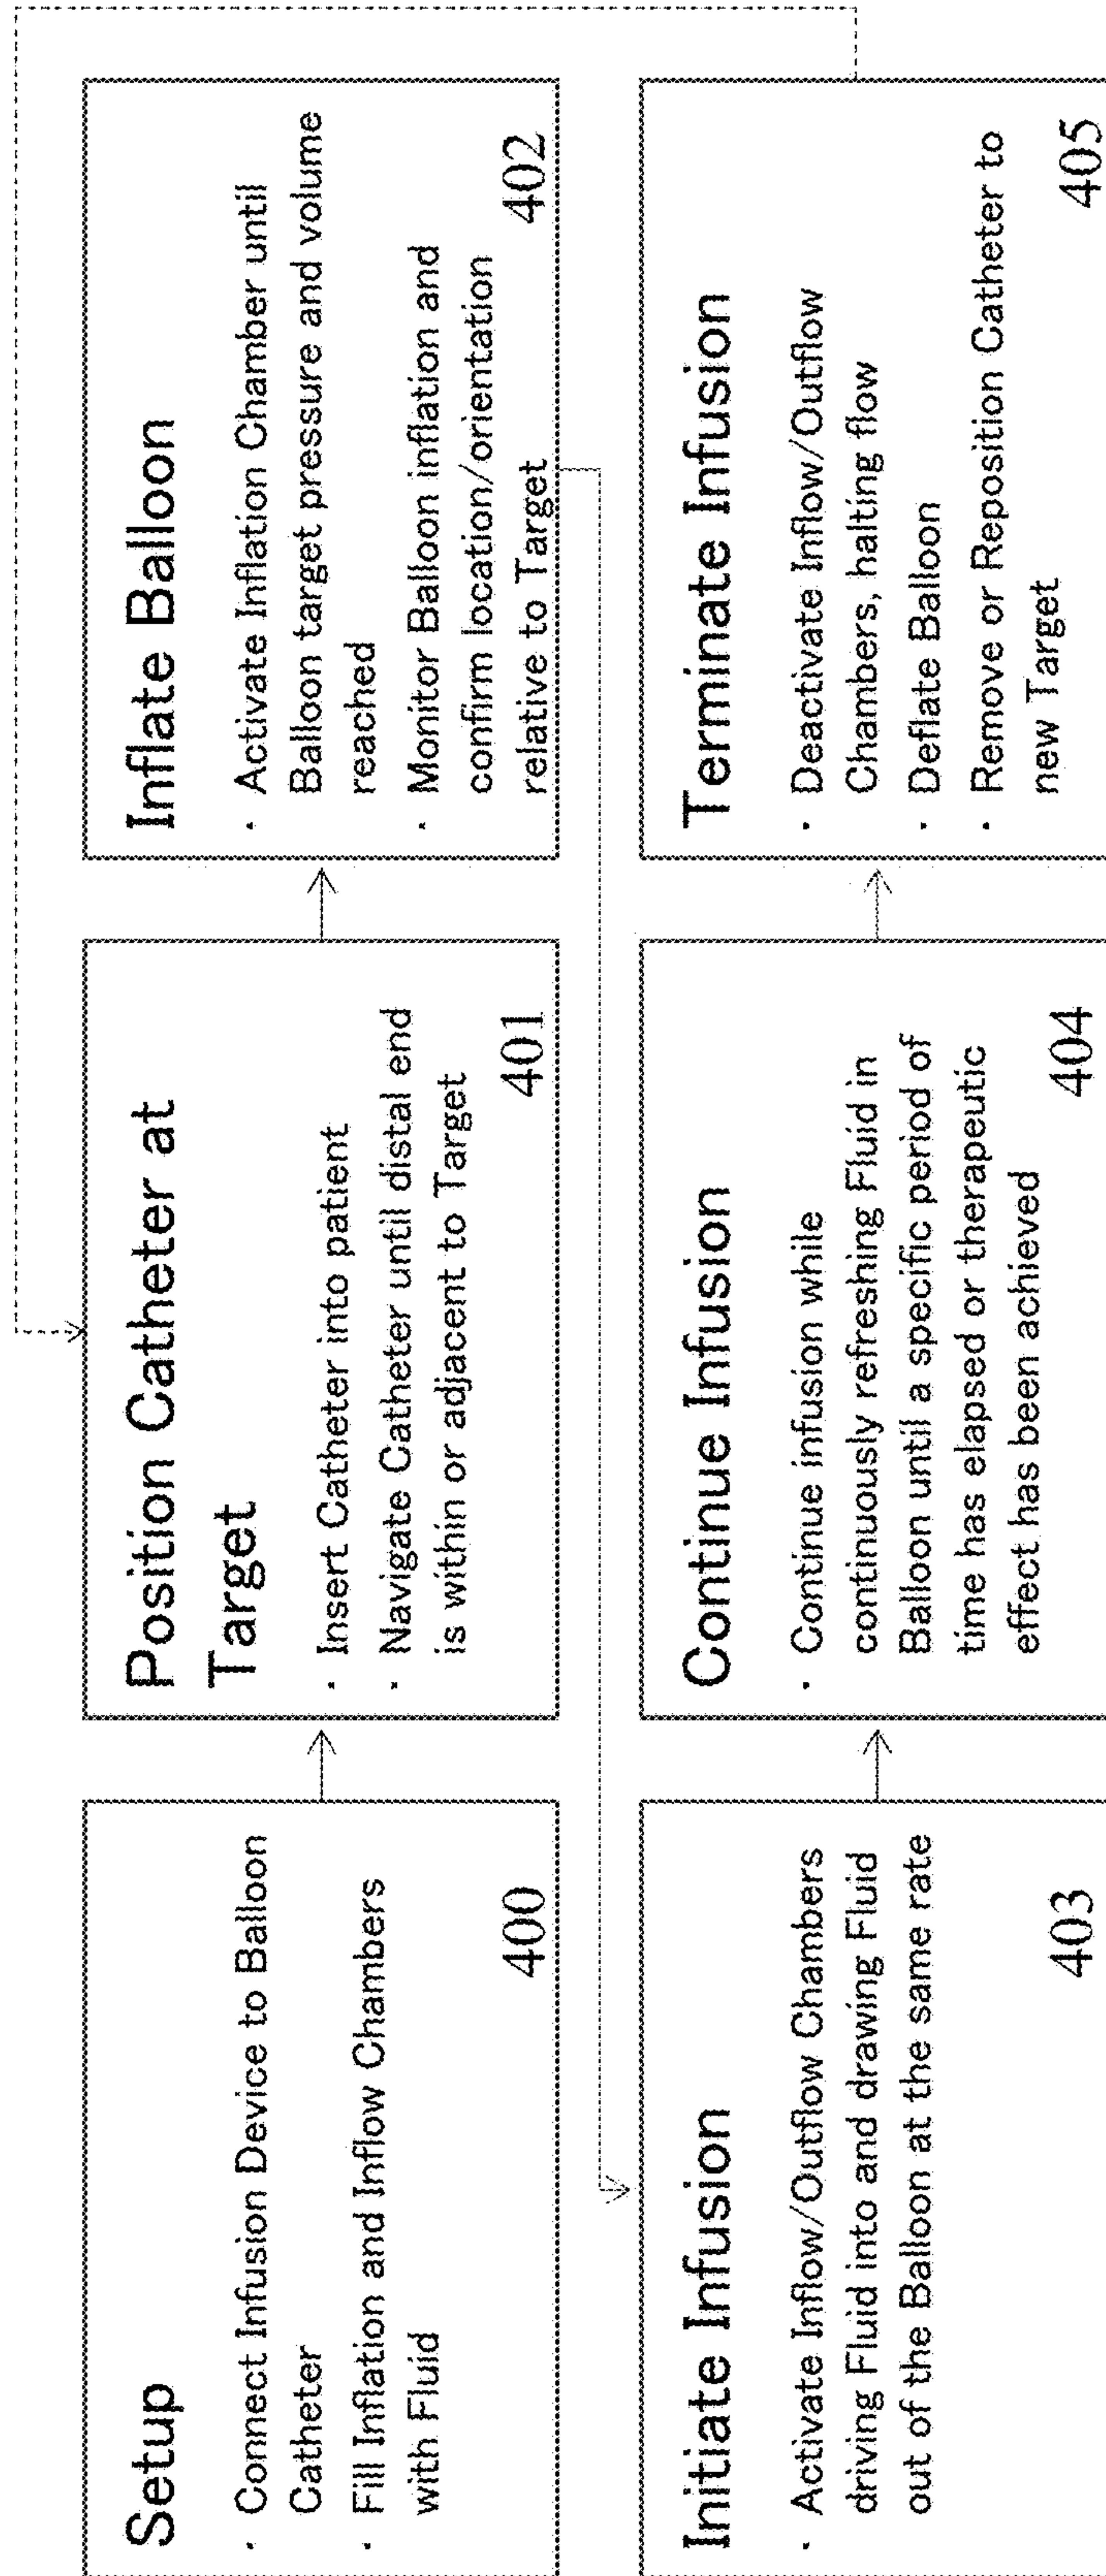 Setup
· Connect Infusion Device to Balloon
Catheter
· Fill Inflation and Inflow Chambers
with Fluid
400
Position Catheter at
Target
· Insert Catheter into patient
· Navigate Catheter until distal end
is within or adjacent to Target
401
Inflate Balloon
· Activate Inflation Chamber until
Balloon target pressure and volume
reached
· Monitor Balloon inflation and
confirm location/orientation
relative to Target
402
Initiate Infusion
· Activate Inflow/Outflow Chambers
driving Fluid into and drawing Fluid
out of the Balloon at the same rate
403
Continue Infusion
· Continue infusion while
continuously refreshing Fluid in
Balloon until a specific period of
time has elapsed or therapeutic
effect has been achieved
404
Terminate Infusion
· Deactivate Inflow/Outflow
Chambers, halting flow
· Deflate Balloon
· Remove or Reposition Catheter to
new Target
405